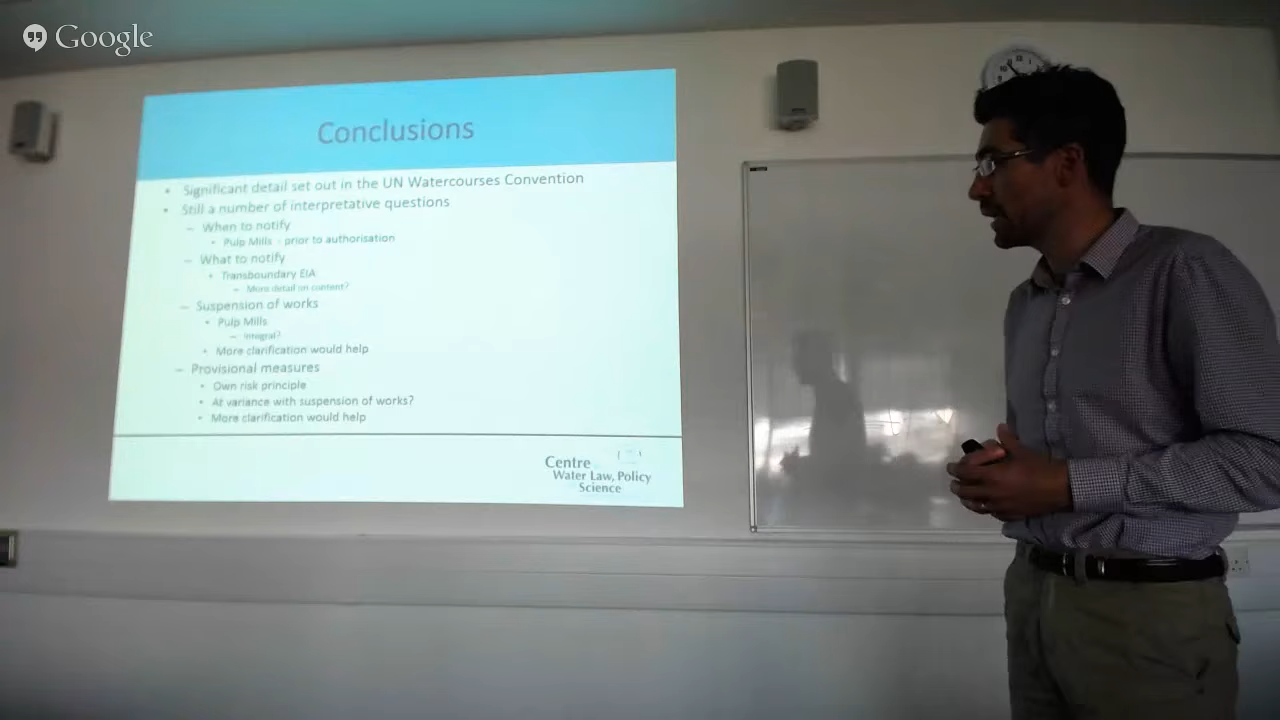 Google
Conclusions
• Significant detail set out in the UN Watercourses Convention
• Still a number of interpretative questions
– When to notify
• Pulp Mills - prior to authorisation
– What to notify
• Transboundary EIA
– More detail on content?
– Suspension of works
• Pulp Mills
– Integral?
• More clarification would help
– Provisional measures
• Own risk principle
• At variance with suspension of works?
• More clarification would help
Centre
Water Law, Policy
Science